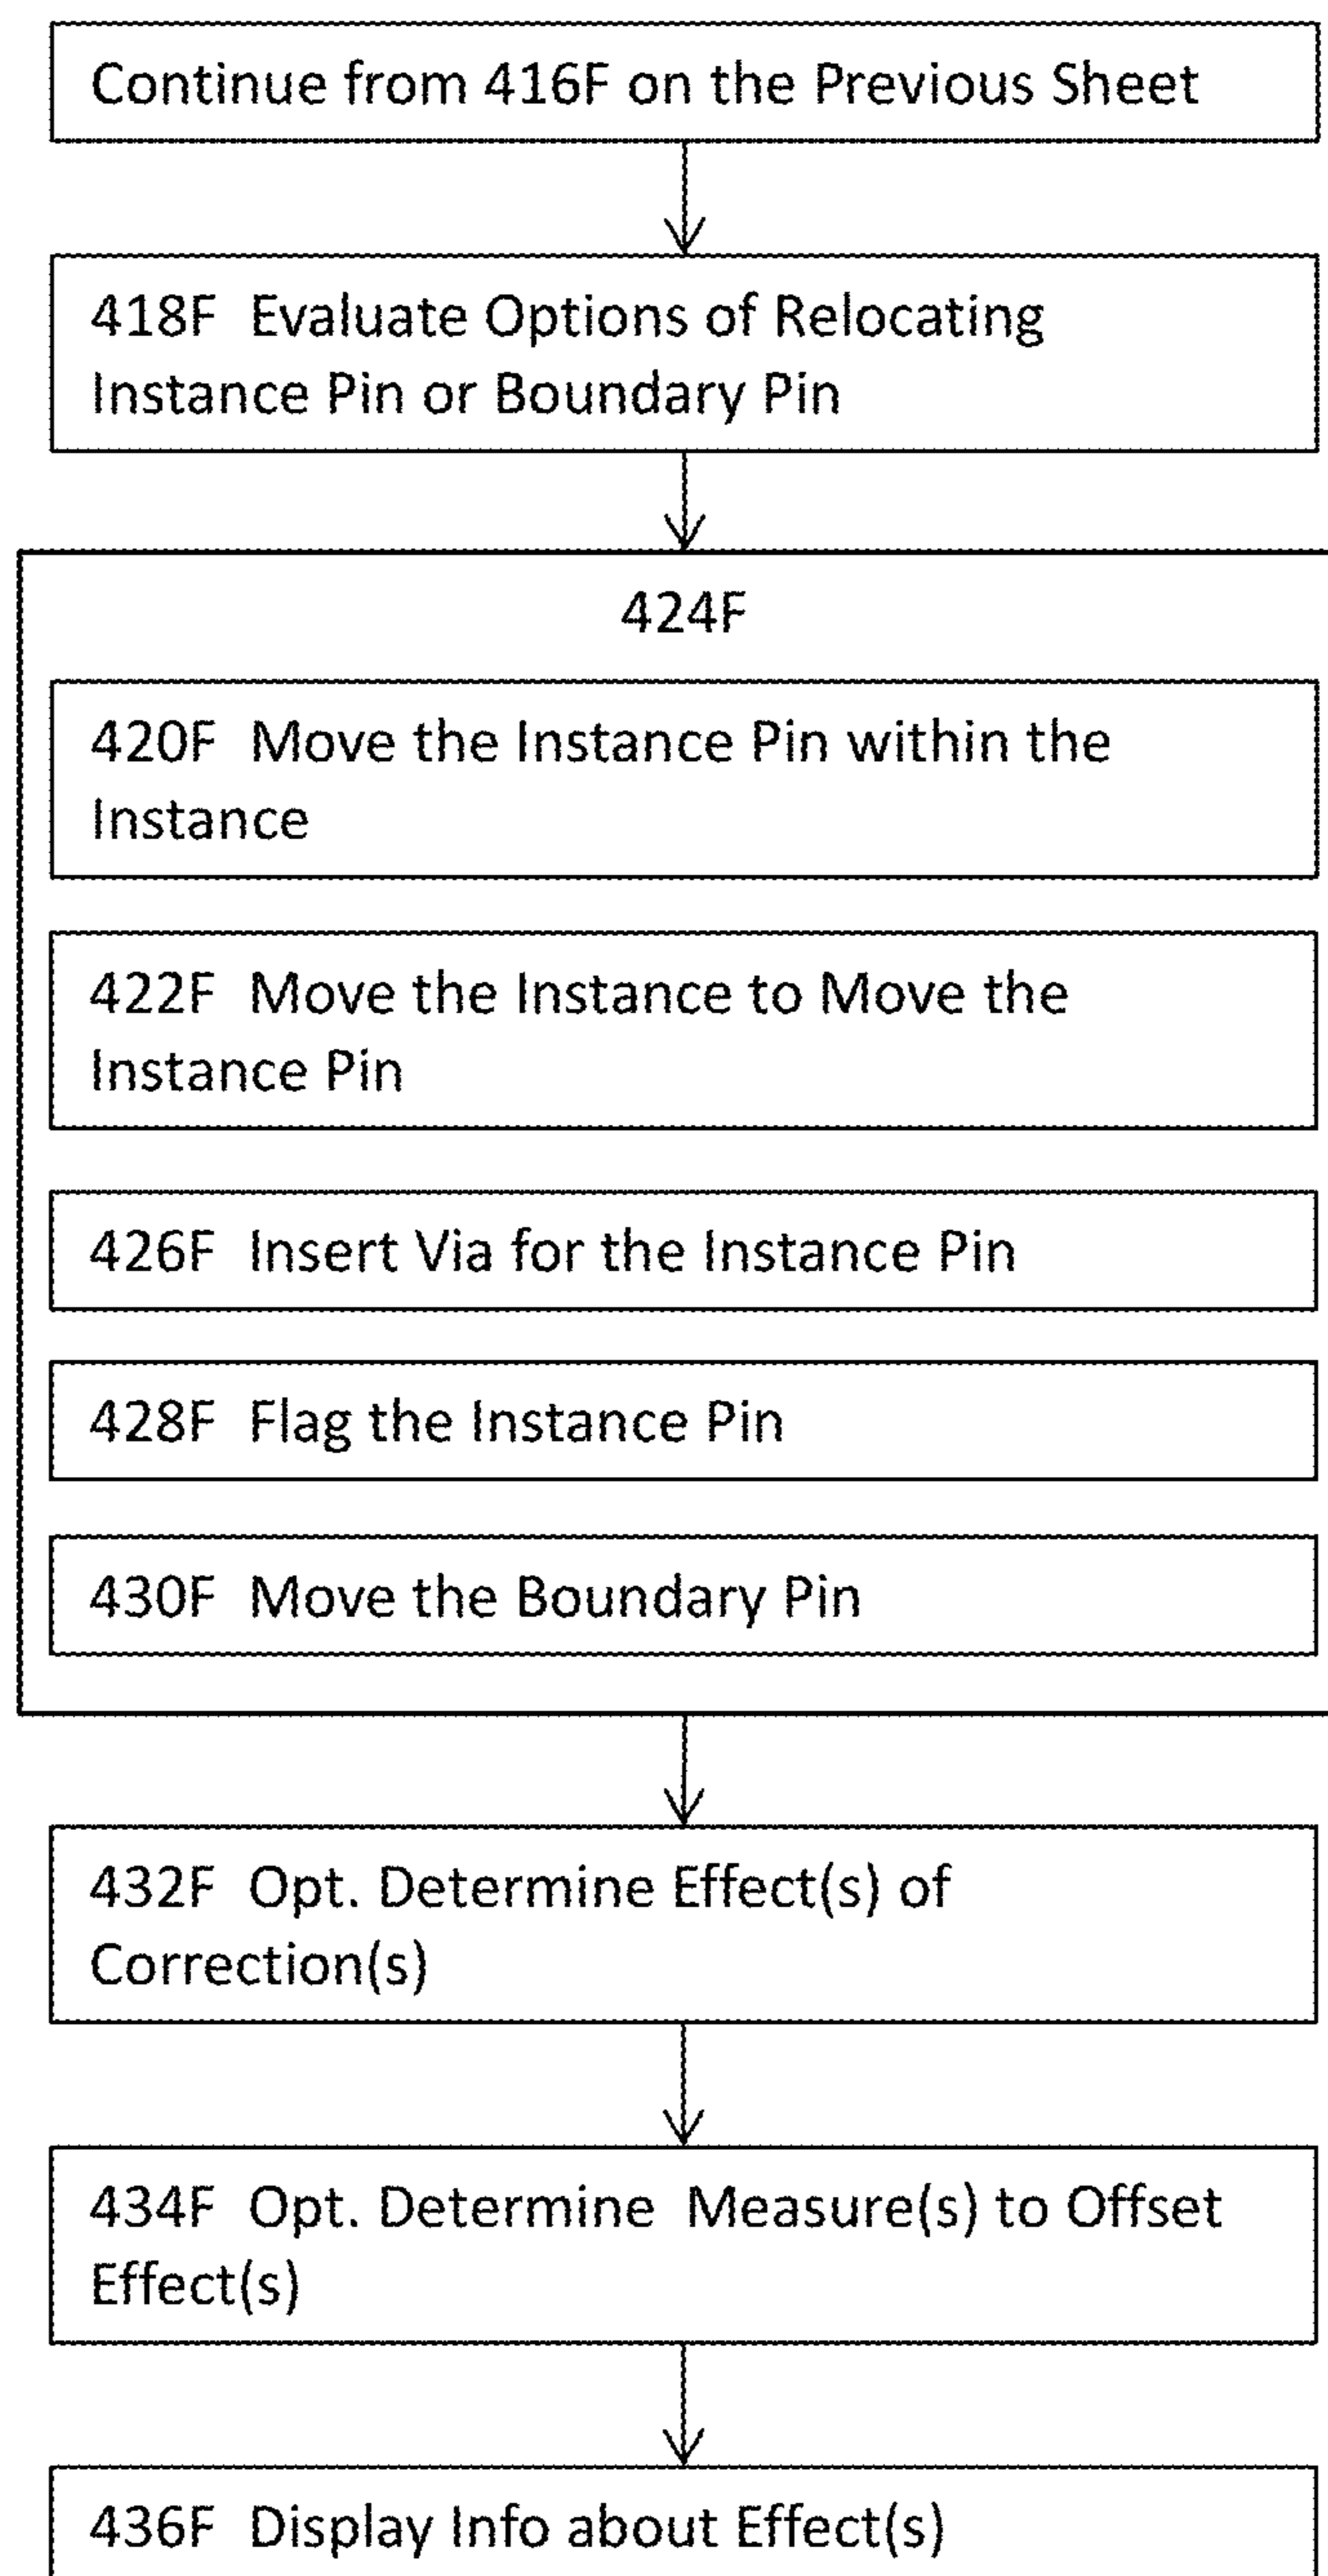 Continue from 416F on the Previous Sheet
418F Evaluate Options of Relocating
Instance Pin or Boundary Pin
424F
420F Move the Instance Pin within the
Instance
422F Move the Instance to Move the
Instance Pin
426F Insert Via for the Instance Pin
428F Flag the Instance Pin
430F Move the Boundary Pin
432F Opt. Determine Effect(s) of
Correction(s)
434F Opt. Determine Measure(s) to Offset
Effect(s)
436F Display Info about Effect(s)